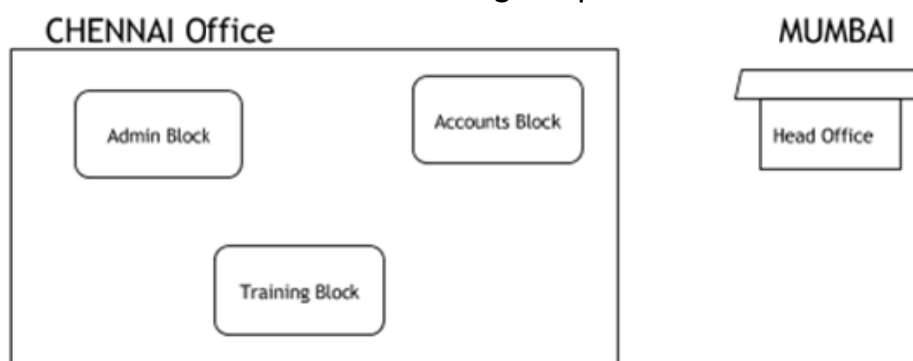 CHENNAI Office
MUMBAI
Admin Block
Accounts Block
Head Office
Training Block